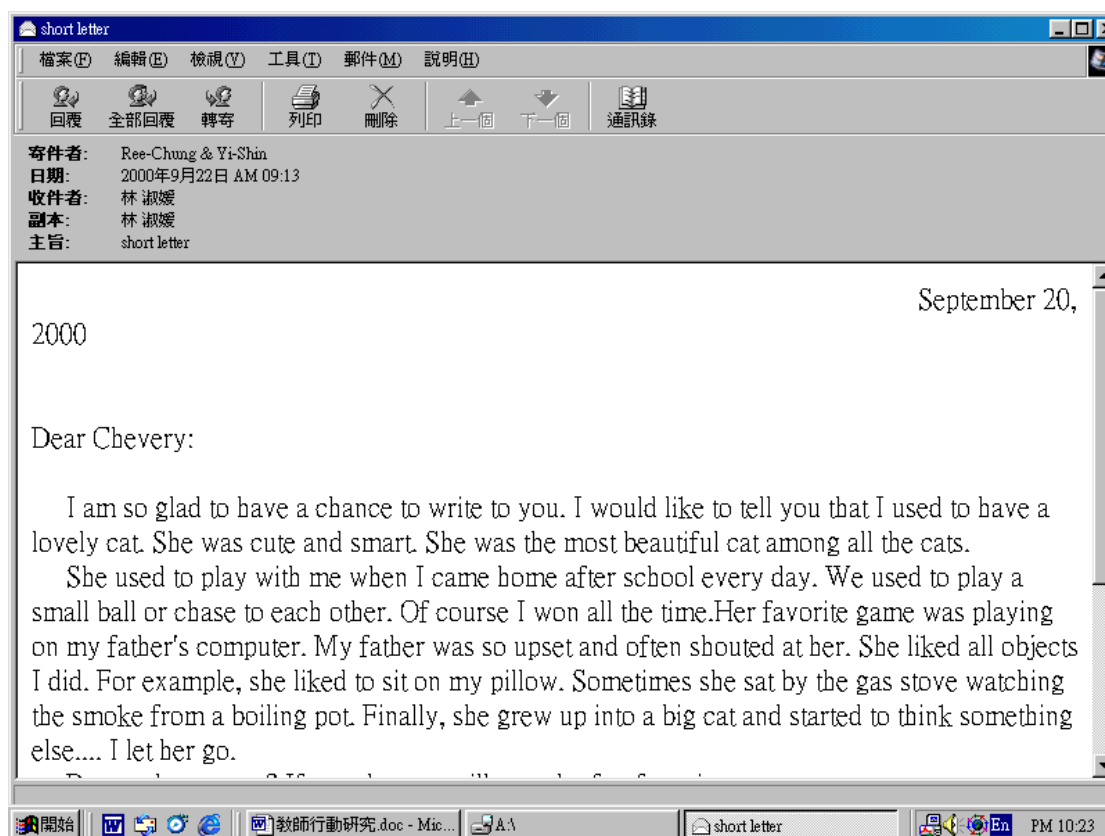 short letter
檔案(F) 編輯(E) 檢視(V) 工具(T) 郵件(M) 說明(H)
回覆 全部回覆 轉寄 列印 刪除 上一個 下一個 通訊錄
寄件者: Ree-Chung & Yi-Shin
日期: 2000年9月22日 AM 09:13
收件者: 林 淑媛
副本: 林 淑媛
主旨: short letter
September 20,
2000
Dear Chevery:
I am so glad to have a chance to write to you. I would like to tell you that I used to have a
lovely cat. She was cute and smart. She was the most beautiful cat among all the cats.
She used to play with me when I came home after school every day. We used to play a
small ball or chase to each other. Of course I won all the time.Her favorite game was playing
on my father's computer. My father was so upset and often shouted at her. She liked all objects
I did. For example, she liked to sit on my pillow. Sometimes she sat by the gas stove watching
the smoke from a boiling pot. Finally, she grew up into a big cat and started to think something
else.... I let her go.
開始 教師行動研究.doc - Mic... A:\ short letter En PM 10:23